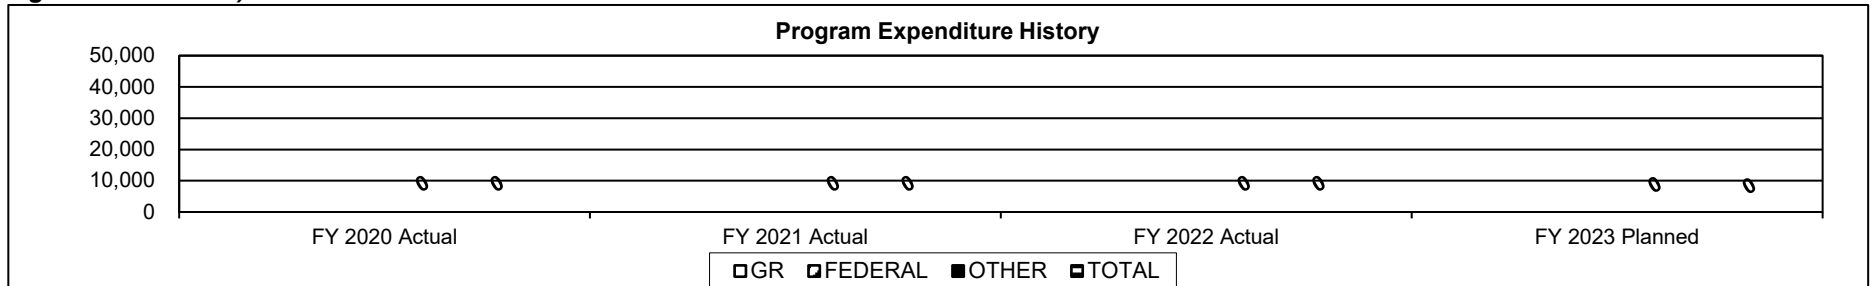 Program Expenditure History
50,000
40,000
30,000
20,000
10,000
0
0 0 0 0 0 0 0 0
FY 2020 Actual FY 2021 Actual FY 2022 Actual FY 2023 Planned
GR FEDERAL OTHER TOTAL